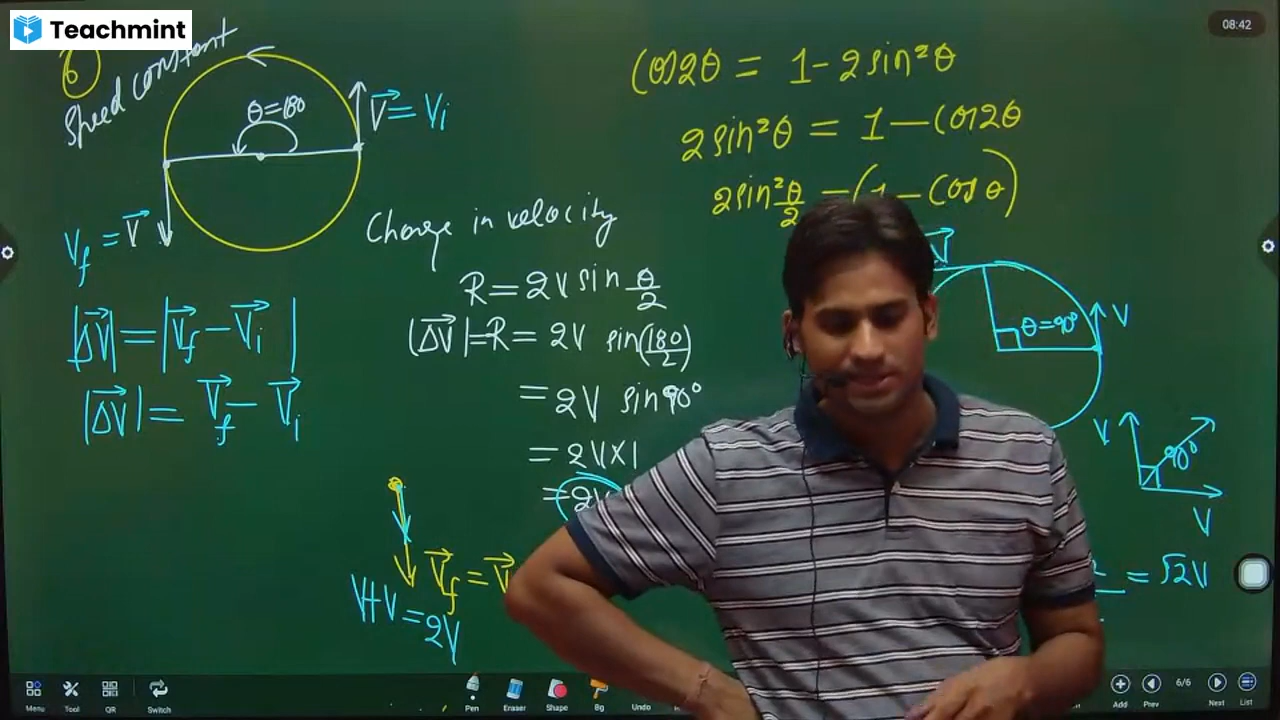 Teachmint
08:42
6
Speed constant
θ=180
V⃗ = Vi
Vf = V⃗
|ΔV⃗| = |V⃗f − V⃗i|
|ΔV⃗| = V⃗f − V⃗i
Change in velocity
R = 2V sin θ/2
|ΔV⃗| = R = 2V sin(180/2)
= 2V sin90°
= 2V×1
= 2V
V⃗f = V⃗
V+V = 2V
Cos2θ = 1 - 2sin²θ
2sin²θ = 1 − Cos2θ
2sin²θ/2 = (1 − Cosθ)
θ=90°
V
V
90°
V
= √2V
Menu
Tool
QR
Switch
Pen
Eraser
Shape
Bg
Undo
Add
Prev
6/6
Next
List